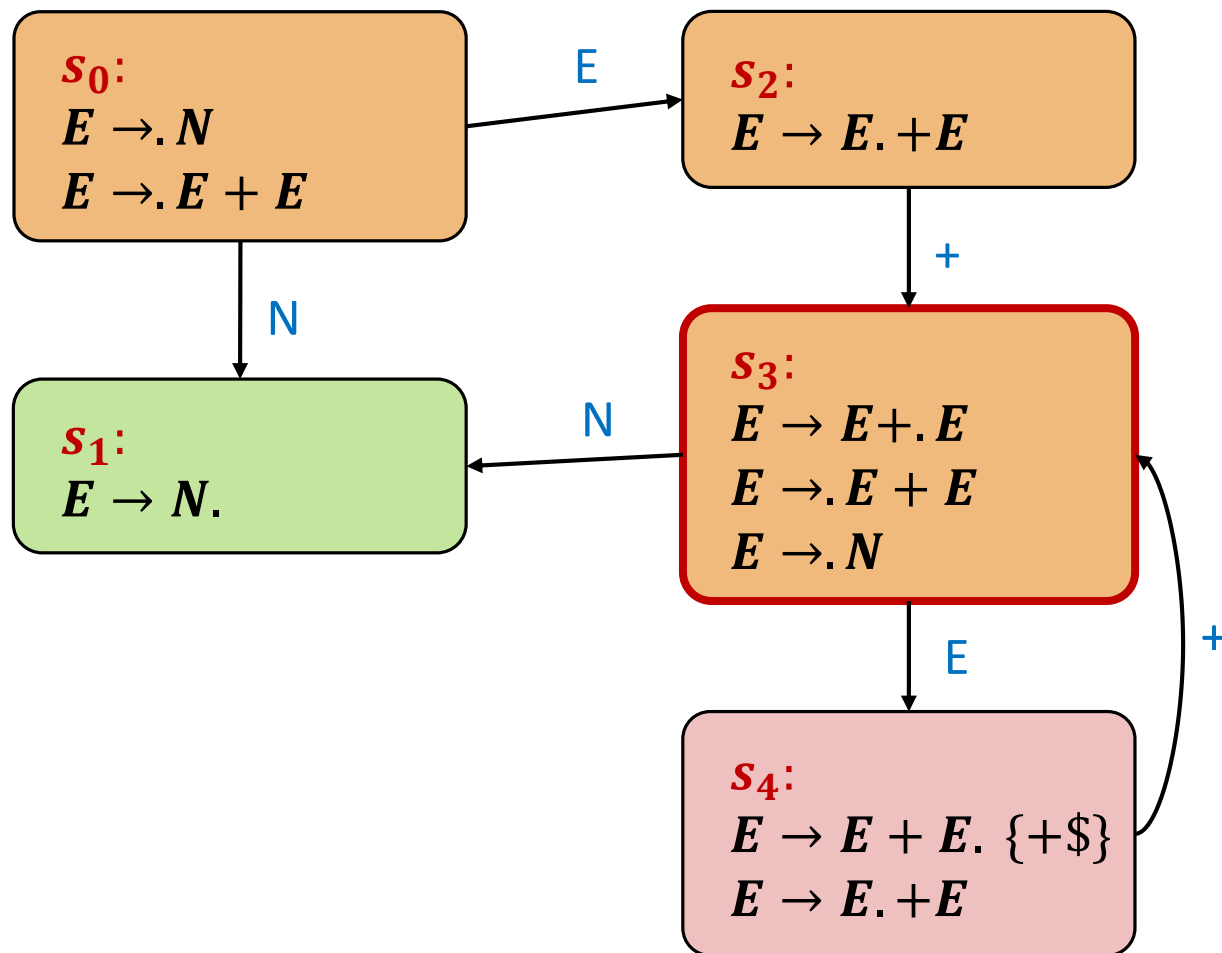 s₀:
E →. N
E →. E + E
E
s₂:
E → E. +E
N
+
s₁:
E → N.
N
s₃:
E → E+. E
E →. E + E
E →. N
E
+
s₄:
E → E + E. {+$}
E → E. +E